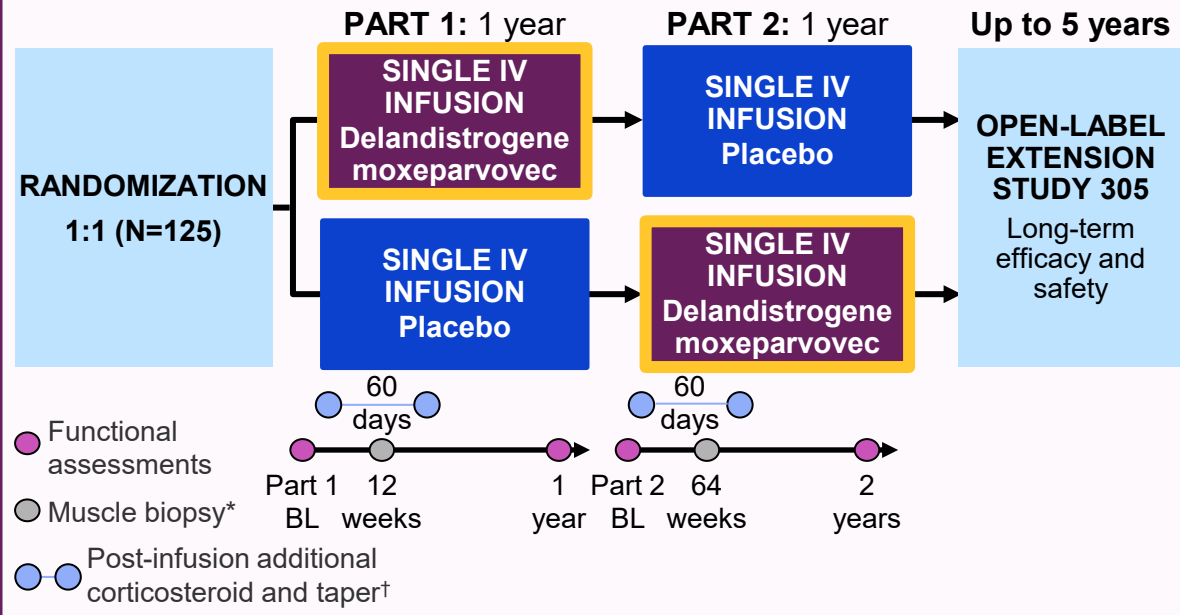 PART 1: 1 year
PART 2: 1 year
Up to 5 years
RANDOMIZATION
1:1 (N=125)
SINGLE IV
INFUSION
Delandistrogene
moxeparvovec
SINGLE IV
INFUSION
Placebo
SINGLE IV
INFUSION
Placebo
SINGLE IV
INFUSION
Delandistrogene
moxeparvovec
OPEN-LABEL
EXTENSION
STUDY 305
Long-term
efficacy and
safety
60
days
60
days
Part 1
BL
12
weeks
1
year
Part 2
BL
64
weeks
2
years
Functional
assessments
Muscle biopsy*
Post-infusion additional
corticosteroid and taper†